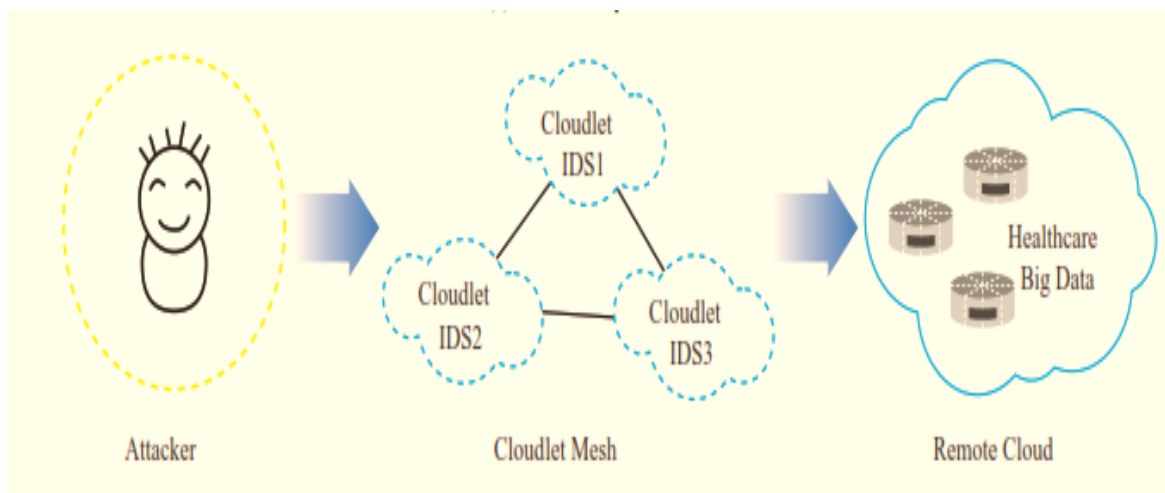 Cloudlet
IDS1
Cloudlet
IDS2
Cloudlet
IDS3
Healthcare
Big Data
Attacker
Cloudlet Mesh
Remote Cloud